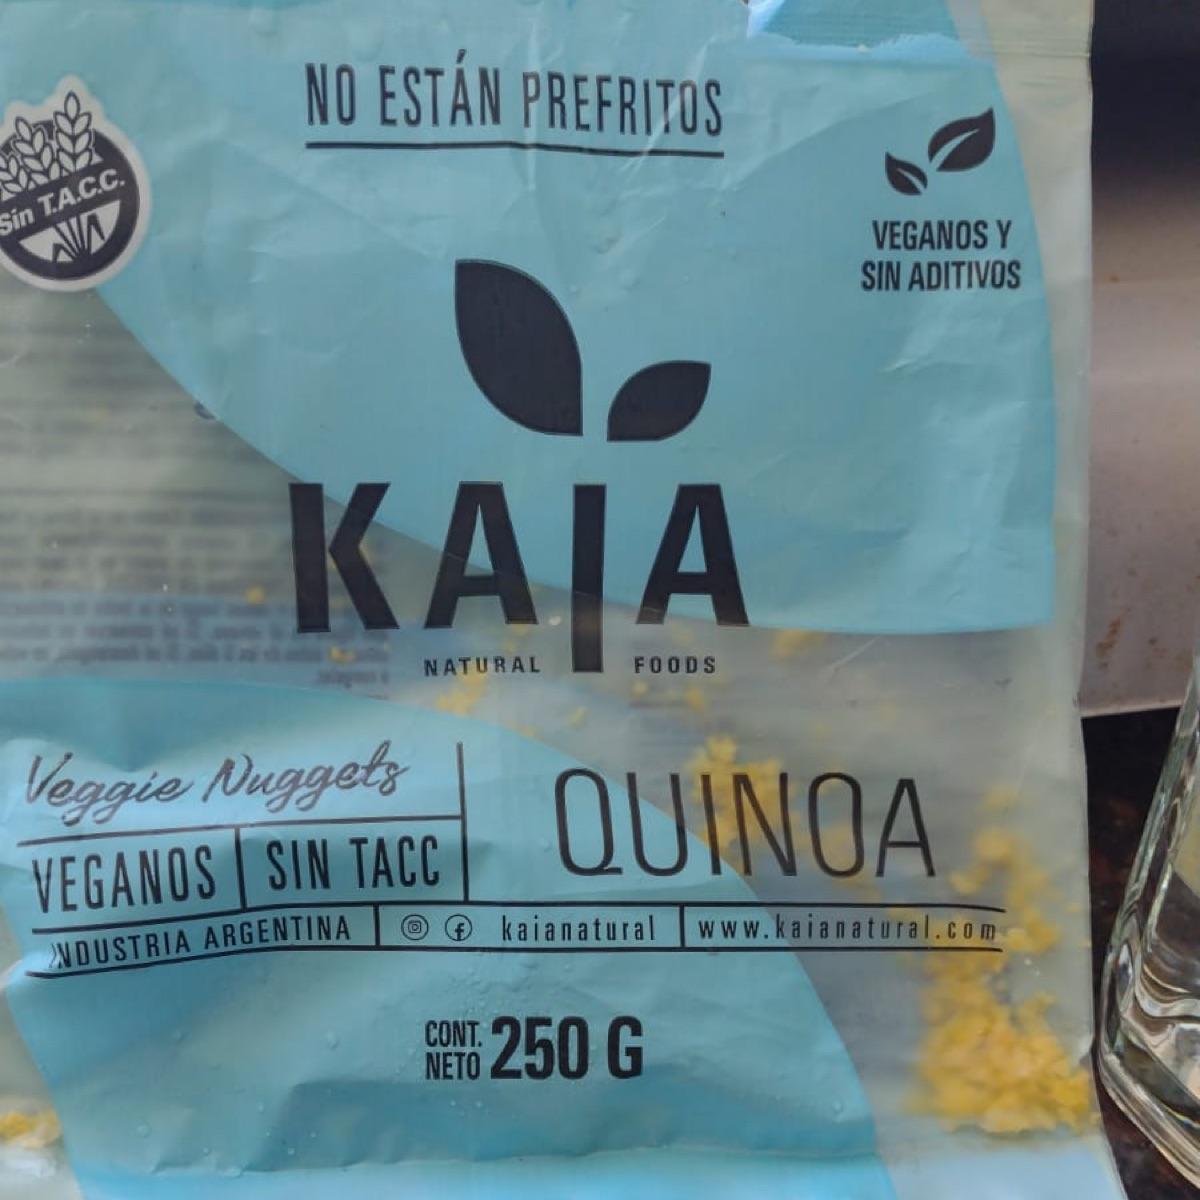 NO ESTÁN PREFRITOS
Sin T.A.C.C.
VEGANOS Y
SIN ADITIVOS
KAIA
NATURAL FOODS
Veggie Nuggets
VEGANOS SIN TACC
QUINOA
INDUSTRIA ARGENTINA kaianatural www.kaianatural.com
CONT.
NETO 250 G